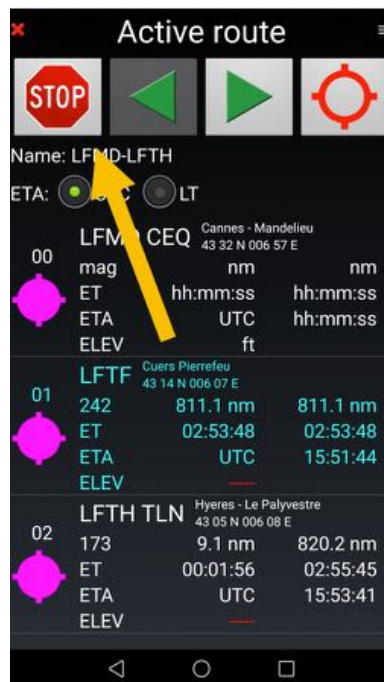 Active route
STOP
Name: LFMD-LFTH
ETA: LT
00
LFMD CEQ Cannes - Mandelieu
43 32 N 006 57 E
mag nm nm
ET hh:mm:ss hh:mm:ss
ETA UTC hh:mm:ss
ELEV ft
01
LFTF Cuers Pierrefeu
43 14 N 006 07 E
242 811.1 nm 811.1 nm
ET 02:53:48 02:53:48
ETA UTC 15:51:44
ELEV -----
02
LFTH TLN Hyeres - Le Palyvestre
43 05 N 006 08 E
173 9.1 nm 820.2 nm
ET 00:01:56 02:55:45
ETA UTC 15:53:41
ELEV -----